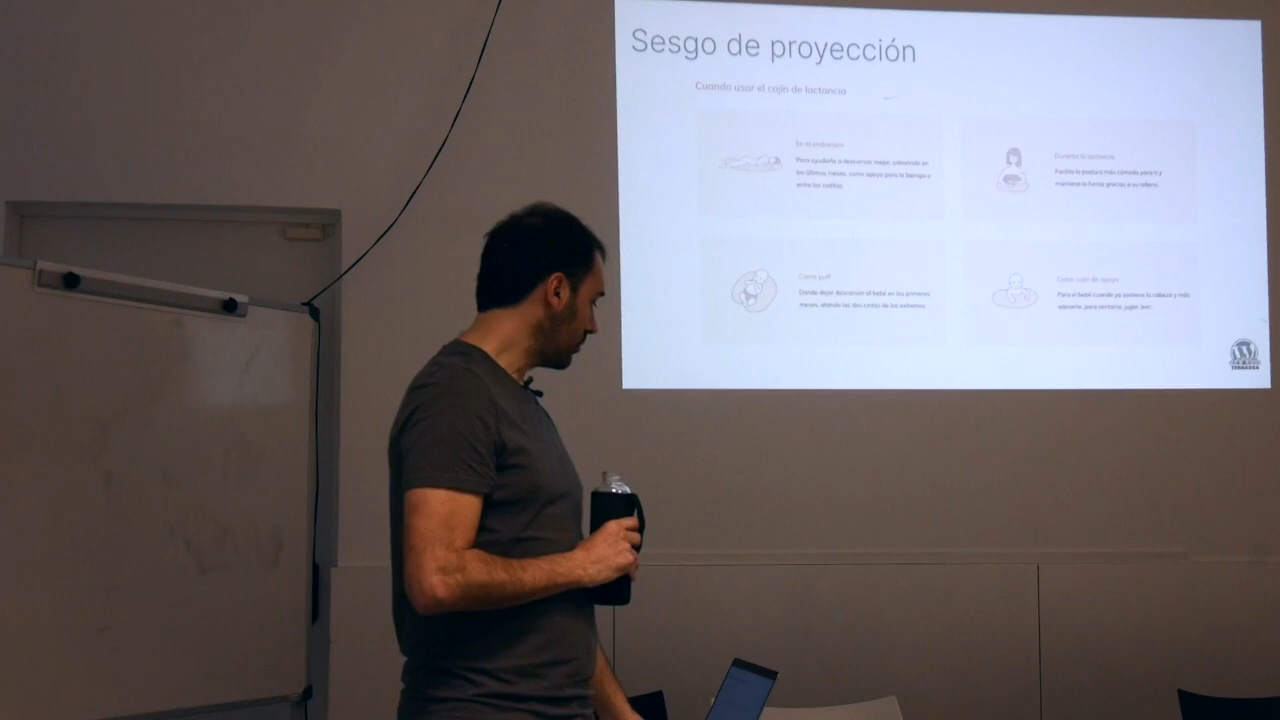 Sesgo de proyección
Cuando usar el cojín de lactancia
En el embarazo
Para ayudarte a descansar mejor, sobretodo en
los últimos meses, como apoyo para la barriga o
entre las rodillas.
Durante la lactancia
Facilita la postura más cómoda para ti y
mantiene la forma gracias a su relleno.
Como puff
Donde dejar descansar al bebé en los primeros
meses, atando las dos cintas de los extremos.
Como cojín de apoyo
Para el bebé cuando ya sostiene la cabeza y más
adelante, para sentarse, jugar, leer.
TERRASSA